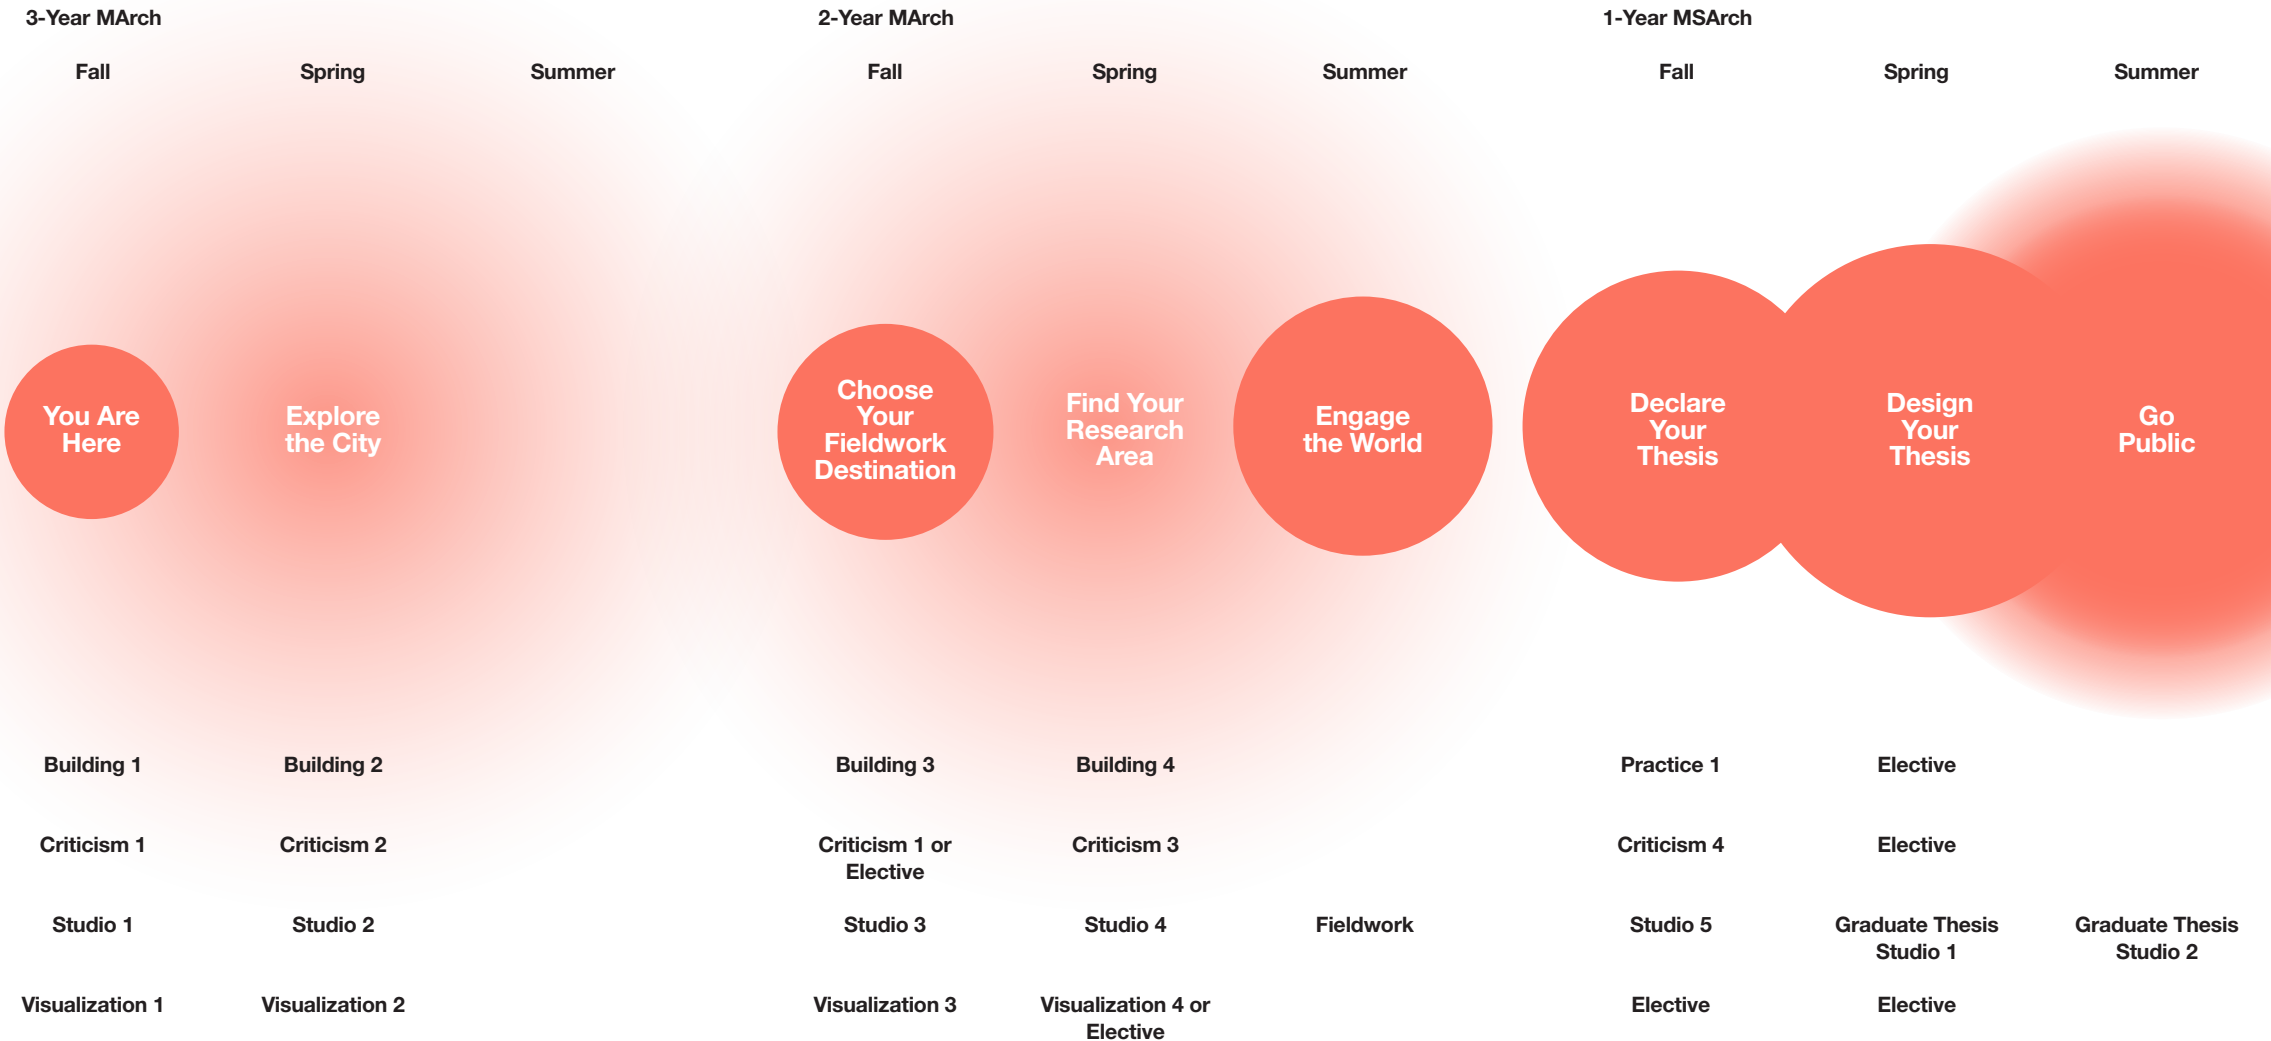 3-Year MArch
2-Year MArch
1-Year MSArch
Fall
Spring
Summer
Fall
Spring
Summer
Fall
Spring
Summer
You Are
Here
Explore
the City
Choose
Your
Fieldwork
Destination
Find Your
Research
Area
Engage
the World
Declare
Your
Thesis
Design
Your
Thesis
Go
Public
Building 1
Building 2
Building 3
Building 4
Practice 1
Elective
Criticism 1
Criticism 2
Criticism 1 or
Elective
Criticism 3
Criticism 4
Elective
Studio 1
Studio 2
Studio 3
Studio 4
Fieldwork
Studio 5
Graduate Thesis
Studio 1
Graduate Thesis
Studio 2
Visualization 1
Visualization 2
Visualization 3
Visualization 4 or
Elective
Elective
Elective